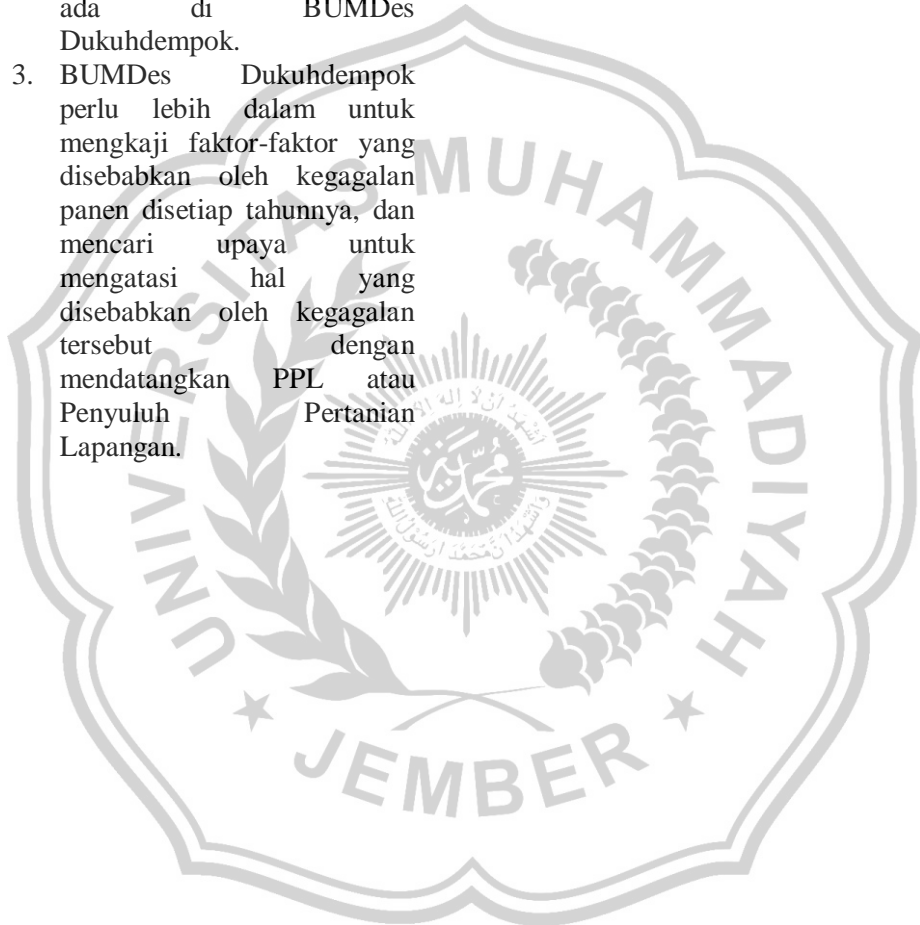 ada di BUMDes
Dukuhdempok.
3. BUMDes Dukuhdempok
perlu lebih dalam untuk
mengkaji faktor-faktor yang
disebabkan oleh kegagalan
panen disetiap tahunnya, dan
mencari upaya untuk
mengatasi hal yang
disebabkan oleh kegagalan
tersebut dengan
mendatangkan PPL atau
Penyuluh Pertanian
Lapangan.
UNIVERSITAS MUHAMMADIYAH
JEMBER